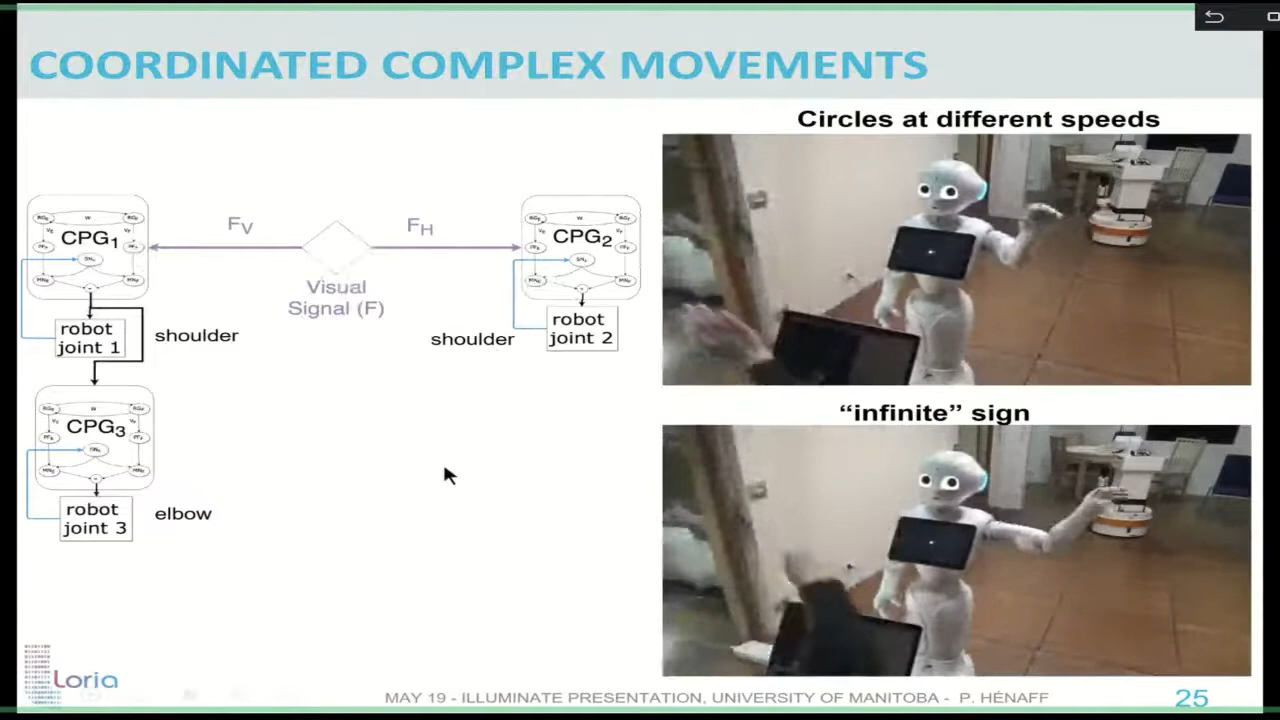 COORDINATED COMPLEX MOVEMENTS
Circles at different speeds
CPG1
FV
FH
CPG2
Visual
Signal (F)
robot
joint 1
shoulder
shoulder
robot
joint 2
CPG3
robot
joint 3
elbow
“infinite” sign
Loria
MAY 19 - ILLUMINATE PRESENTATION, UNIVERSITY OF MANITOBA - P. HÉNAFF
25